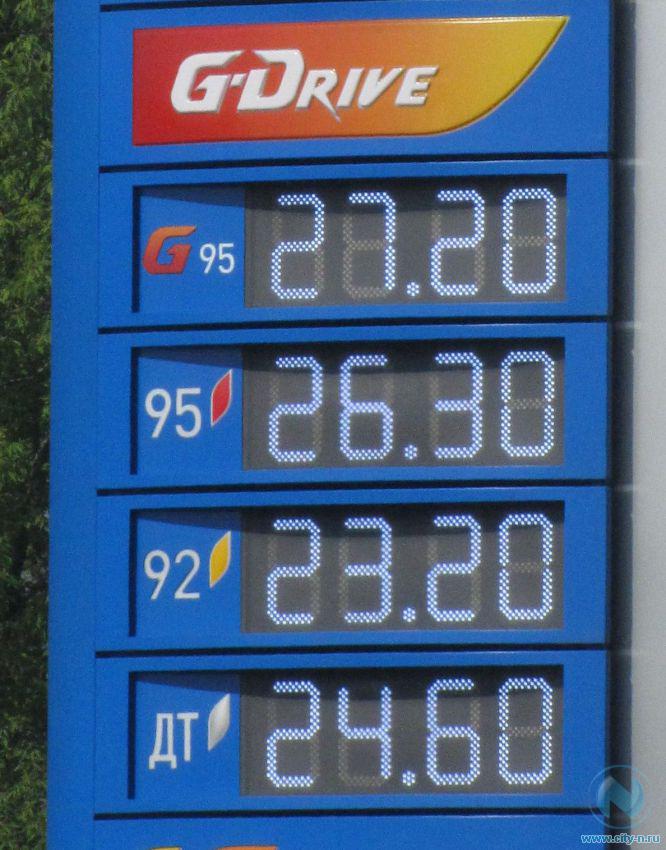 G-DRIVE
G 95 27.20
95 26.30
92 23.20
ДТ 24.60
www.city-n.ru